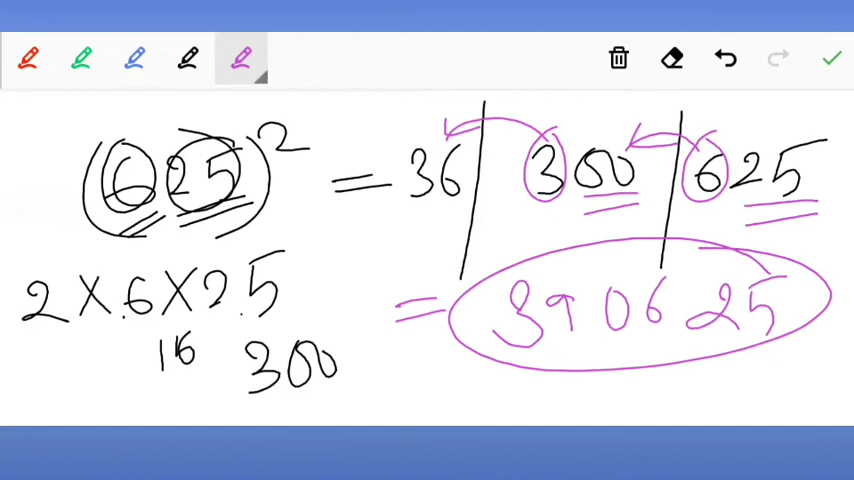 (625)² = 36 | 300 | 625
2 × 6 × 25
16 300
= 390625